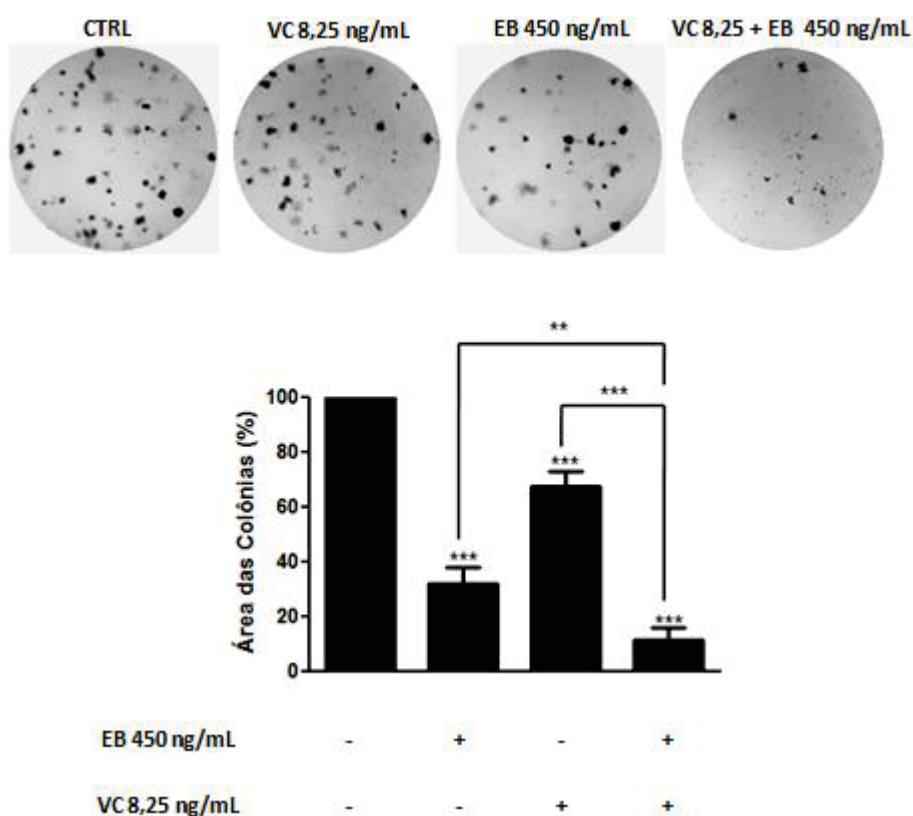 CTRL VC 8,25 ng/mL EB 450 ng/mL VC 8,25 + EB 450 ng/mL
**
***
100
80
60
40
20
0
Área das Colônias (%)
***
***
***
EB 450 ng/mL - + - +
VC 8,25 ng/mL - - + +